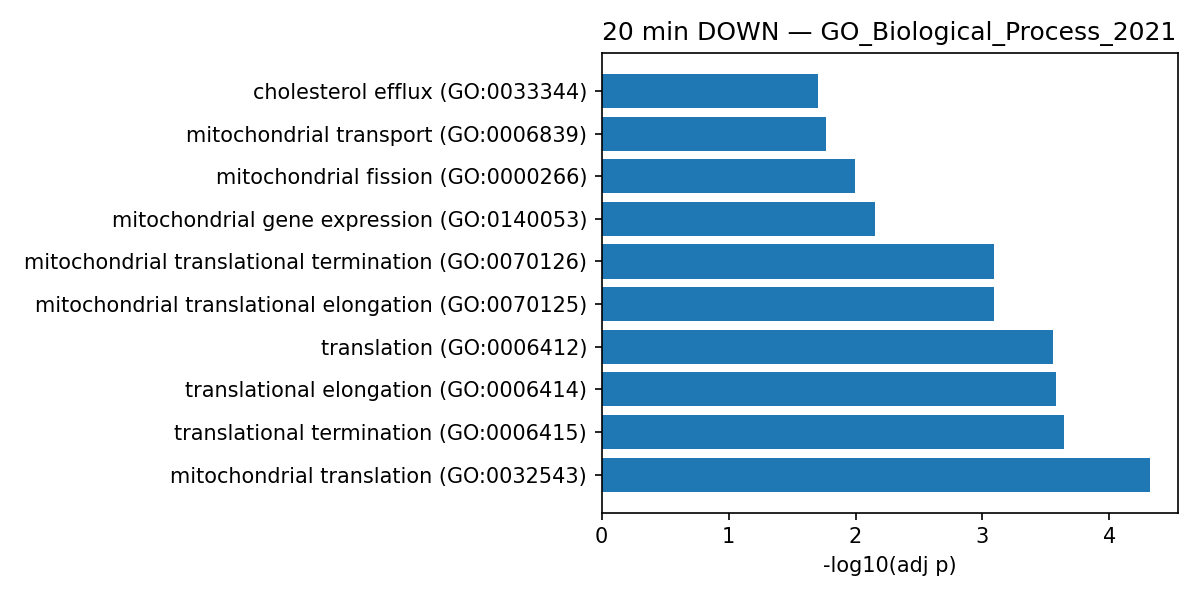 20 min DOWN — GO_Biological_Process_2021
cholesterol efflux (GO:0033344)
mitochondrial transport (GO:0006839)
mitochondrial fission (GO:0000266)
mitochondrial gene expression (GO:0140053)
mitochondrial translational termination (GO:0070126)
mitochondrial translational elongation (GO:0070125)
translation (GO:0006412)
translational elongation (GO:0006414)
translational termination (GO:0006415)
mitochondrial translation (GO:0032543)
0 1 2 3 4
-log10(adj p)